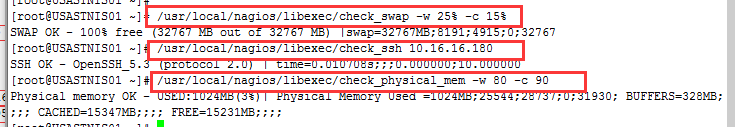 [root@USASTNIS01 ~]# /usr/local/nagios/libexec/check_swap -w 25% -c 15%
SWAP OK - 100% free (32767 MB out of 32767 MB) |swap=32767MB;8191;4915;0;32767
[root@USASTNIS01 ~]# /usr/local/nagios/libexec/check_ssh 10.16.16.180
SSH OK - OpenSSH_5.3 (protocol 2.0) | time=0.010708s;;;0.000000;10.000000
[root@USASTNIS01 ~]# /usr/local/nagios/libexec/check_physical_mem -w 80 -c 90
Physical memory OK - USED:1024MB(3%)| Physical Memory Used =1024MB;25544;28737;0;31930; BUFFERS=328MB;
;;; CACHED=15347MB;;;; FREE=15231MB;;;;
[root@USASTNIS01 ~]#